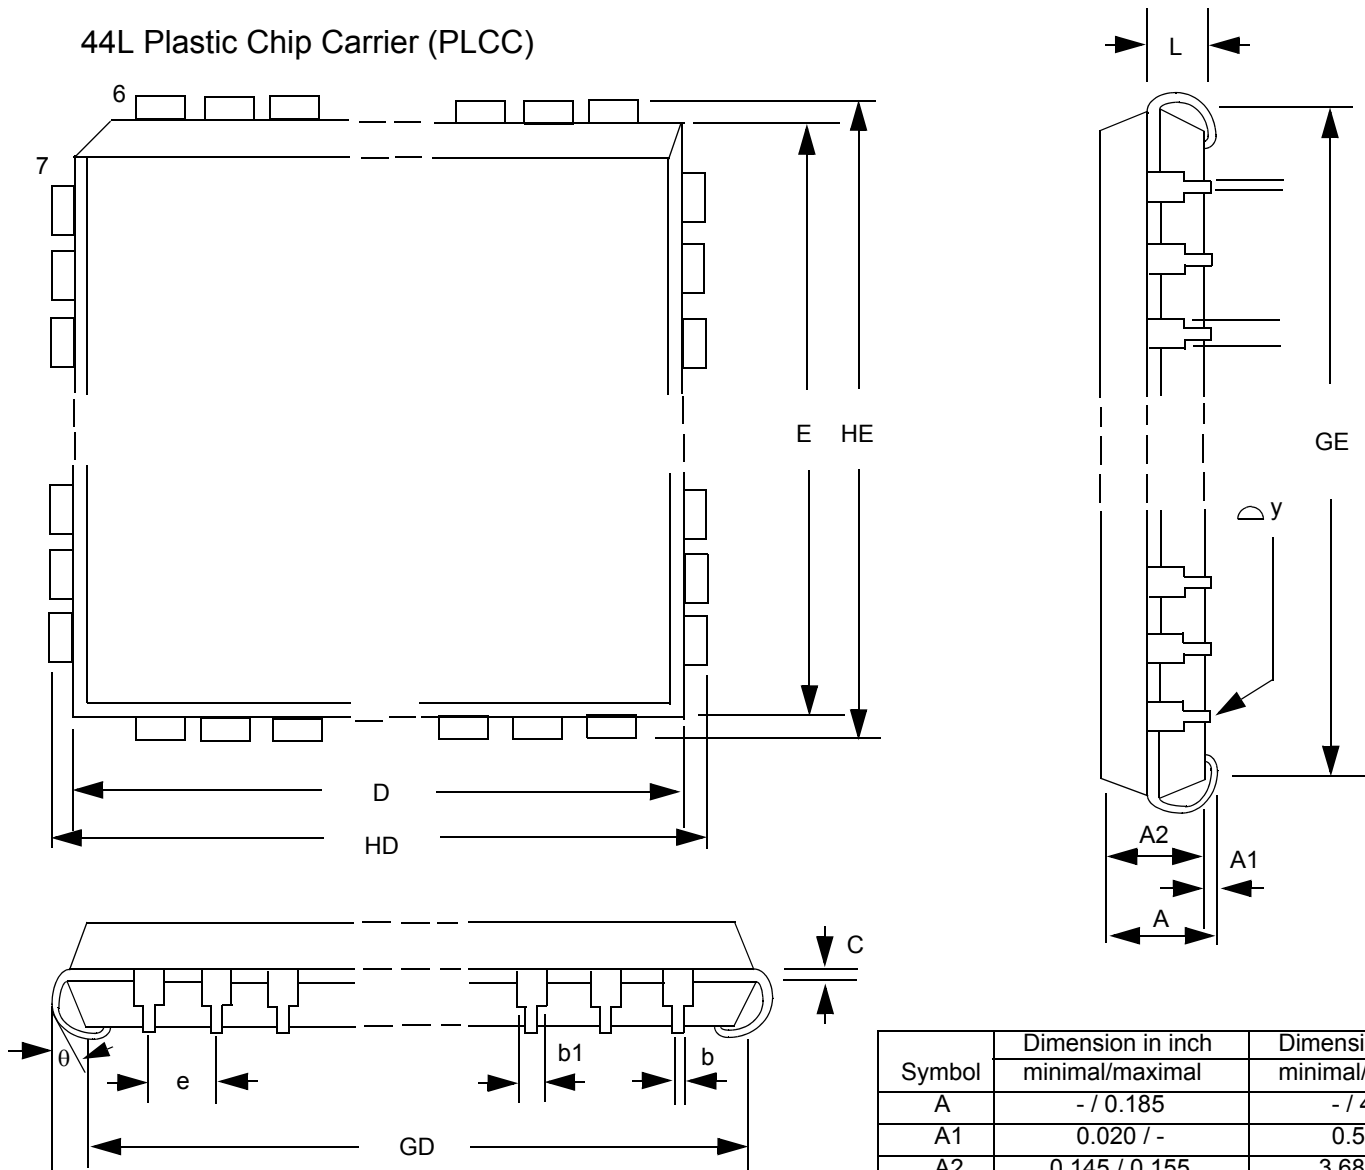 44L Plastic Chip Carrier (PLCC)
L
6
7
E
HE
GE
y
D
HD
A2
A1
A
C
θ
e
b1
b
GD
Symbol
Dimension in inch
minimal/maximal
A
- / 0.185
A1
0.020 / -
A2
0.145 / 0.155